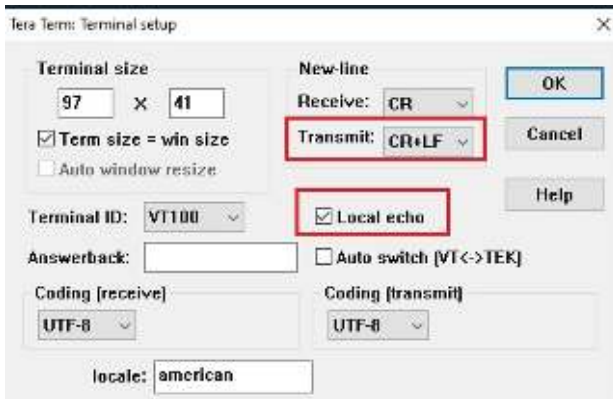 Tera Term: Terminal setup
Terminal size
97 X 41
Term size = win size
Auto window resize
New-line
Receive: CR
Transmit: CR+LF
OK
Cancel
Help
Terminal ID: VT100
Local echo
Answerback:
Auto switch (VT<->TEK)
Coding (receive)
UTF-8
Coding (transmit)
UTF-8
locale: american